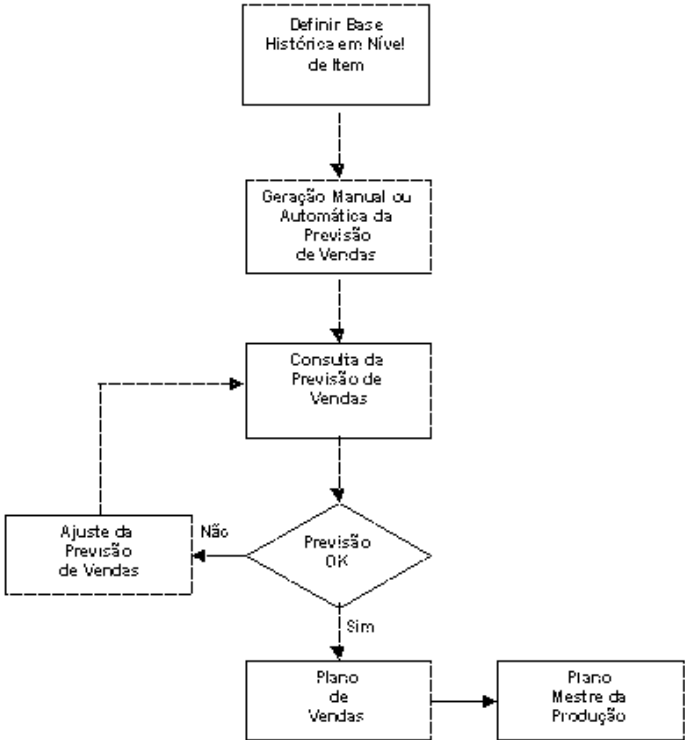 Definir Base
Histórica em Nível
de Item
Geração Manual ou
Automática da
Previsão
de Vendas
Consulta da
Previsão de
Vendas
Ajuste da
Previsão
de Vendas
Não
Previsão
OK
Sim
Plano
de
Vendas
Plano
Mestre da
Produção